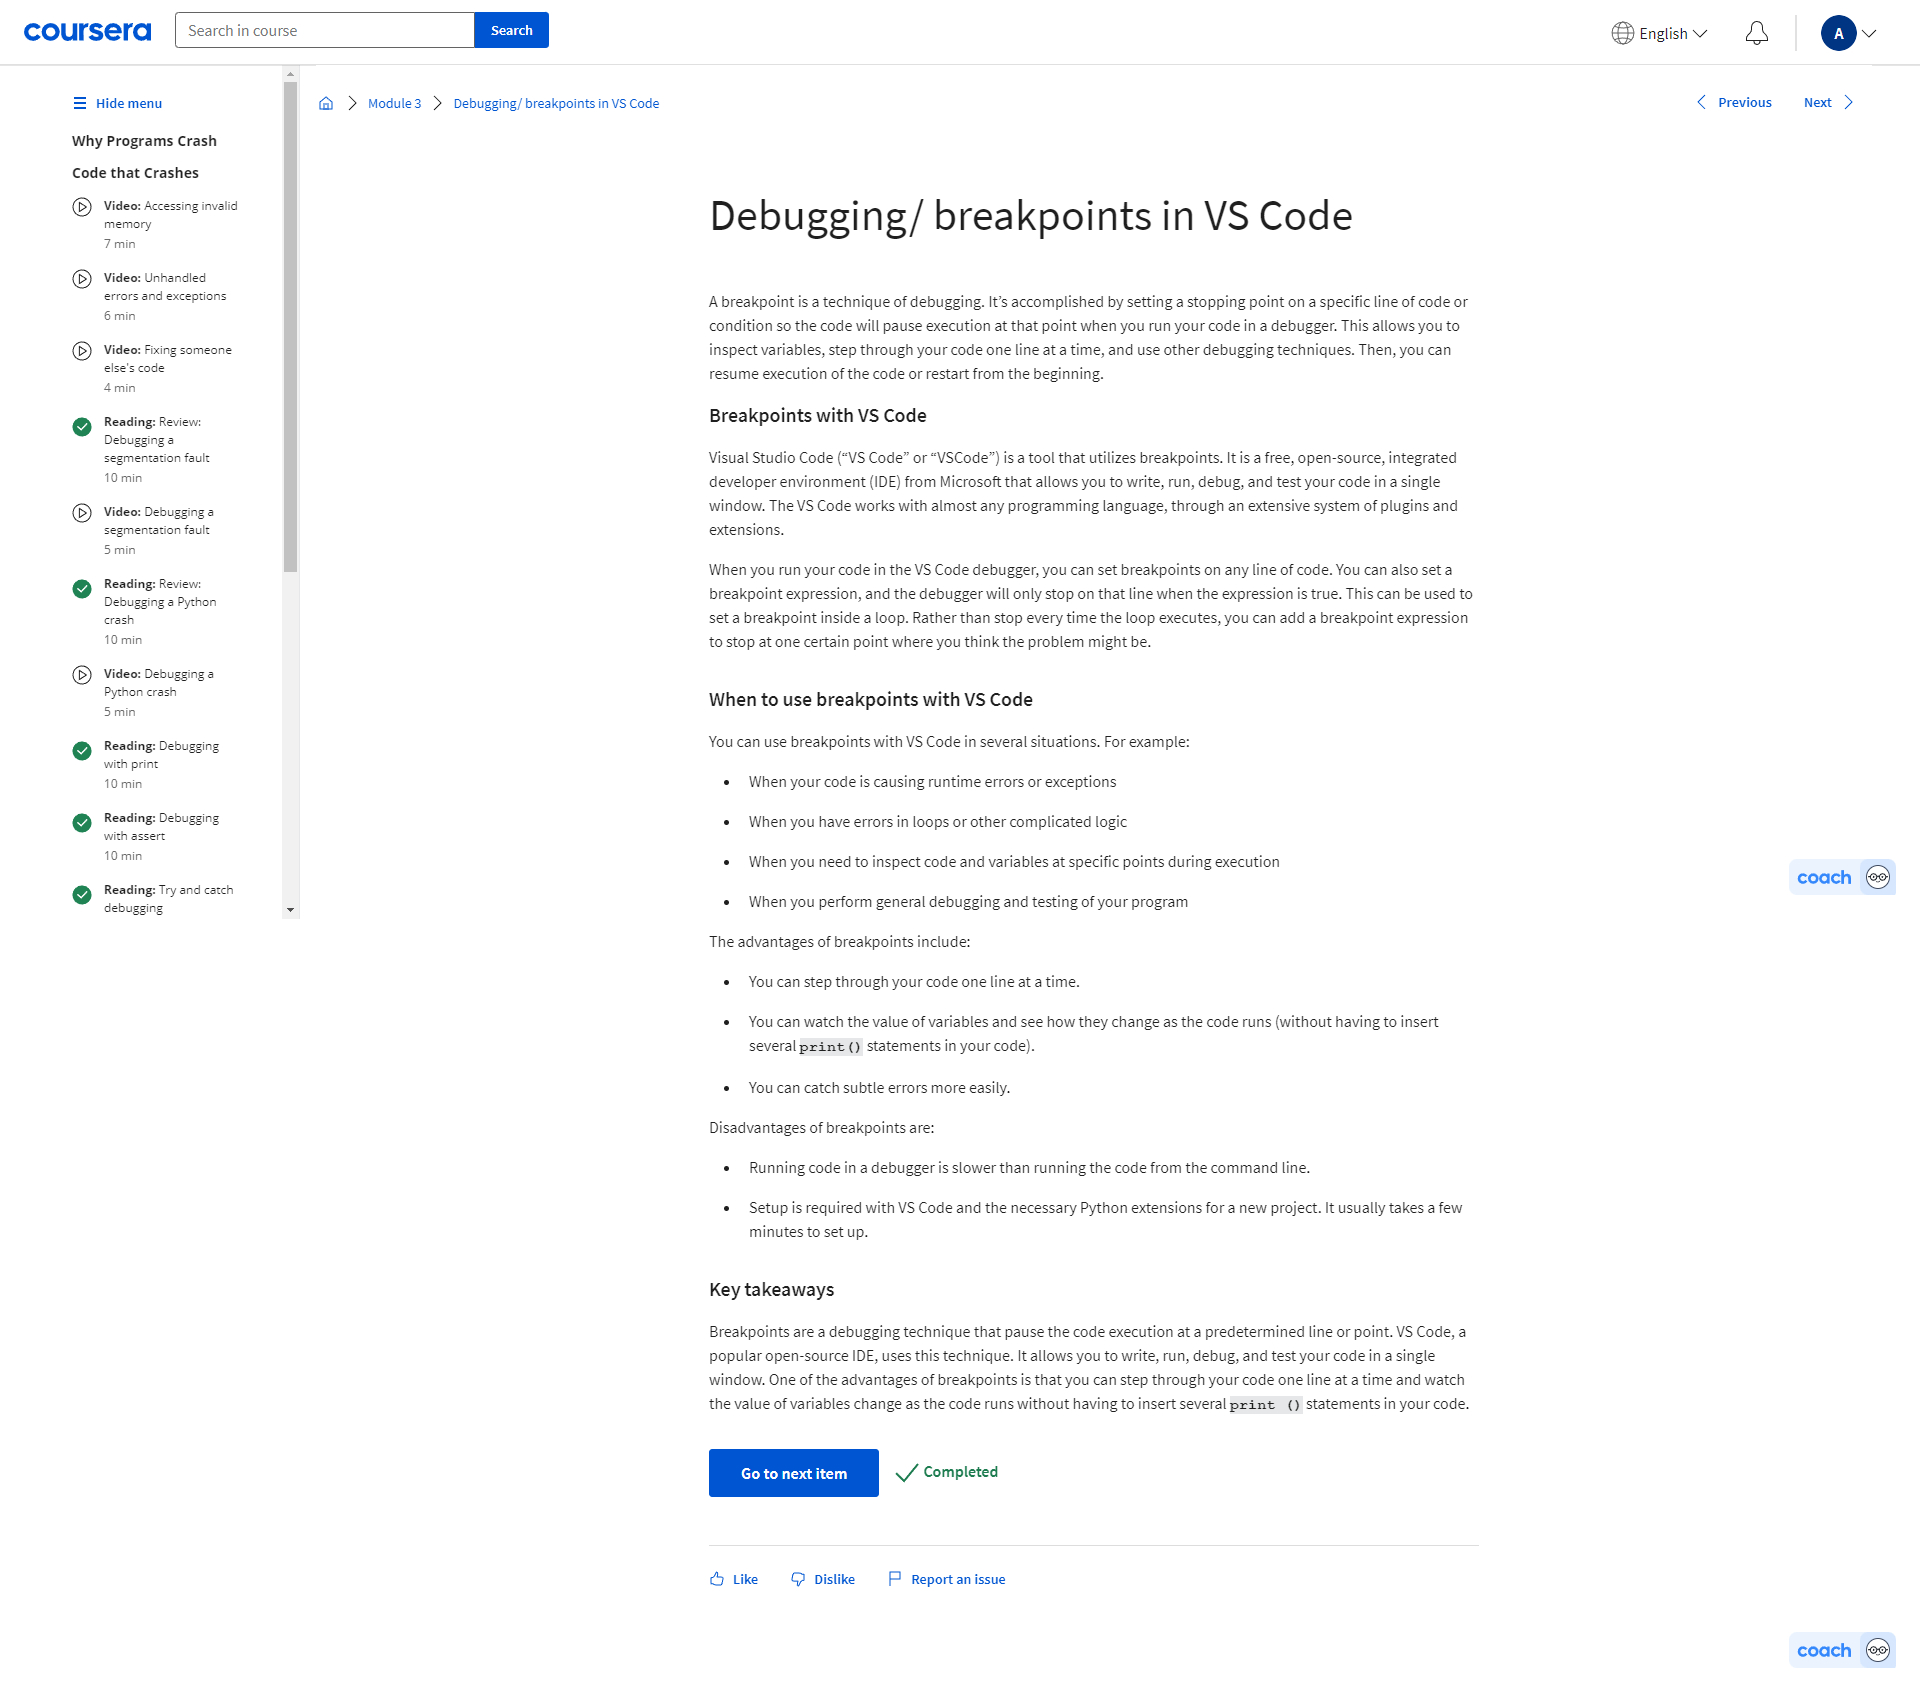 coursera
Search in course
Search
English
A
Hide menu
Why Programs Crash
Code that Crashes
Video: Accessing invalid
memory
7 min
Video: Unhandled
errors and exceptions
6 min
Video: Fixing someone
else's code
4 min
Reading: Review:
Debugging a
segmentation fault
10 min
Video: Debugging a
segmentation fault
5 min
Reading: Review:
Debugging a Python
crash
10 min
Video: Debugging a
Python crash
5 min
Reading: Debugging
with print
10 min
Reading: Debugging
with assert
10 min
Reading: Try and catch
debugging
Module 3
Debugging/ breakpoints in VS Code
Previous
Next
Debugging/ breakpoints in VS Code
A breakpoint is a technique of debugging. It’s accomplished by setting a stopping point on a specific line of code or
condition so the code will pause execution at that point when you run your code in a debugger. This allows you to
inspect variables, step through your code one line at a time, and use other debugging techniques. Then, you can
resume execution of the code or restart from the beginning.
Breakpoints with VS Code
Visual Studio Code (“VS Code” or “VSCode”) is a tool that utilizes breakpoints. It is a free, open-source, integrated
developer environment (IDE) from Microsoft that allows you to write, run, debug, and test your code in a single
window. The VS Code works with almost any programming language, through an extensive system of plugins and
extensions.
When you run your code in the VS Code debugger, you can set breakpoints on any line of code. You can also set a
breakpoint expression, and the debugger will only stop on that line when the expression is true. This can be used to
set a breakpoint inside a loop. Rather than stop every time the loop executes, you can add a breakpoint expression
to stop at one certain point where you think the problem might be.
When to use breakpoints with VS Code
You can use breakpoints with VS Code in several situations. For example:
• When your code is causing runtime errors or exceptions
• When you have errors in loops or other complicated logic
• When you need to inspect code and variables at specific points during execution
• When you perform general debugging and testing of your program
The advantages of breakpoints include:
• You can step through your code one line at a time.
• You can watch the value of variables and see how they change as the code runs (without having to insert
several print() statements in your code).
• You can catch subtle errors more easily.
Disadvantages of breakpoints are:
• Running code in a debugger is slower than running the code from the command line.
• Setup is required with VS Code and the necessary Python extensions for a new project. It usually takes a few
minutes to set up.
Key takeaways
Breakpoints are a debugging technique that pause the code execution at a predetermined line or point. VS Code, a
popular open-source IDE, uses this technique. It allows you to write, run, debug, and test your code in a single
window. One of the advantages of breakpoints is that you can step through your code one line at a time and watch
the value of variables change as the code runs without having to insert several print () statements in your code.
Go to next item
Completed
Like
Dislike
Report an issue
coach
coach